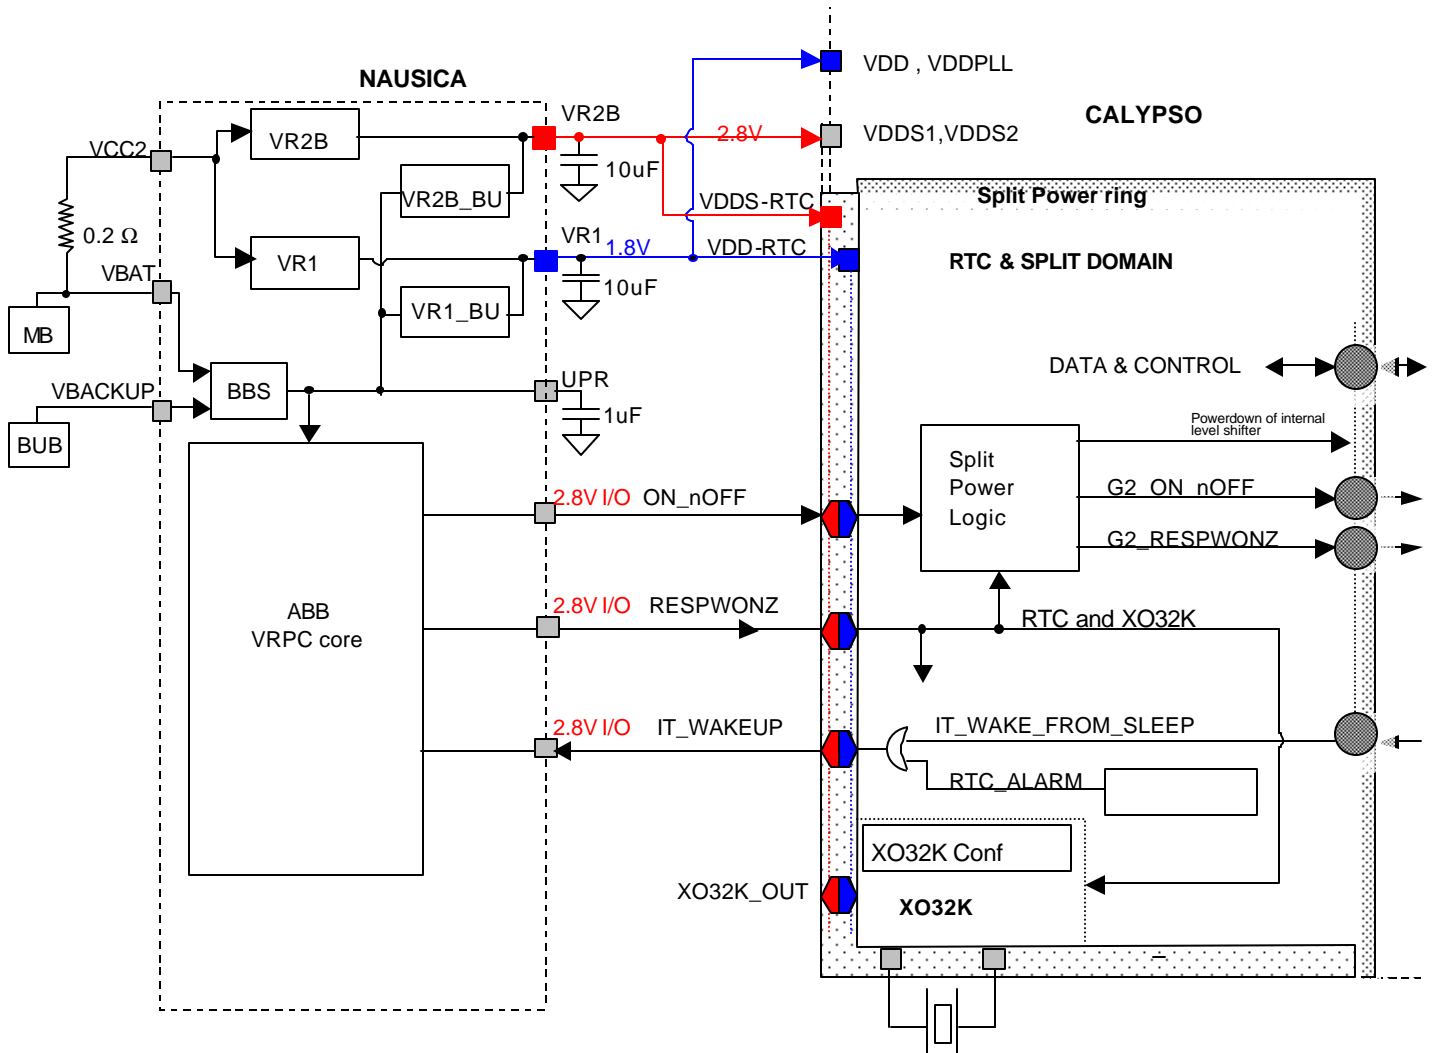 NAUSICA
VDD , VDDPLL
CALYPSO
VR2B
VR2B
2.8V
VDDS1,VDDS2
VCC2
10uF
VR2B_BU
VDDS-RTC
Split Power ring
0.2 Ω
VR1
VR1
1.8V
VDD-RTC
RTC & SPLIT DOMAIN
VBAT
10uF
VR1_BU
MB
DATA & CONTROL
VBACKUP
BBS
UPR
1uF
BUB
Powerdown of internal
level shifter
Split
Power
Logic
G2_ON_nOFF
2.8V I/O ON_nOFF
G2_RESPWONZ
ABB
VRPC core
2.8V I/O RESPWONZ
RTC and XO32K
2.8V I/O IT_WAKEUP
IT_WAKE_FROM_SLEEP
RTC_ALARM
XO32K Conf
XO32K_OUT
XO32K